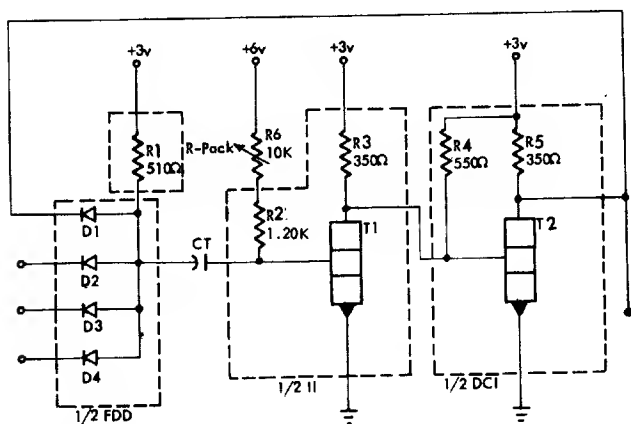 +3v
+6v
+3v
+3v
R1
510Ω
R-Pack
R6
10K
R3
350Ω
R4
550Ω
R5
350Ω
D1
R2
1.20K
T1
T2
D2
CT
D3
D4
1/2 FDD
1/2 II
1/2 DCI